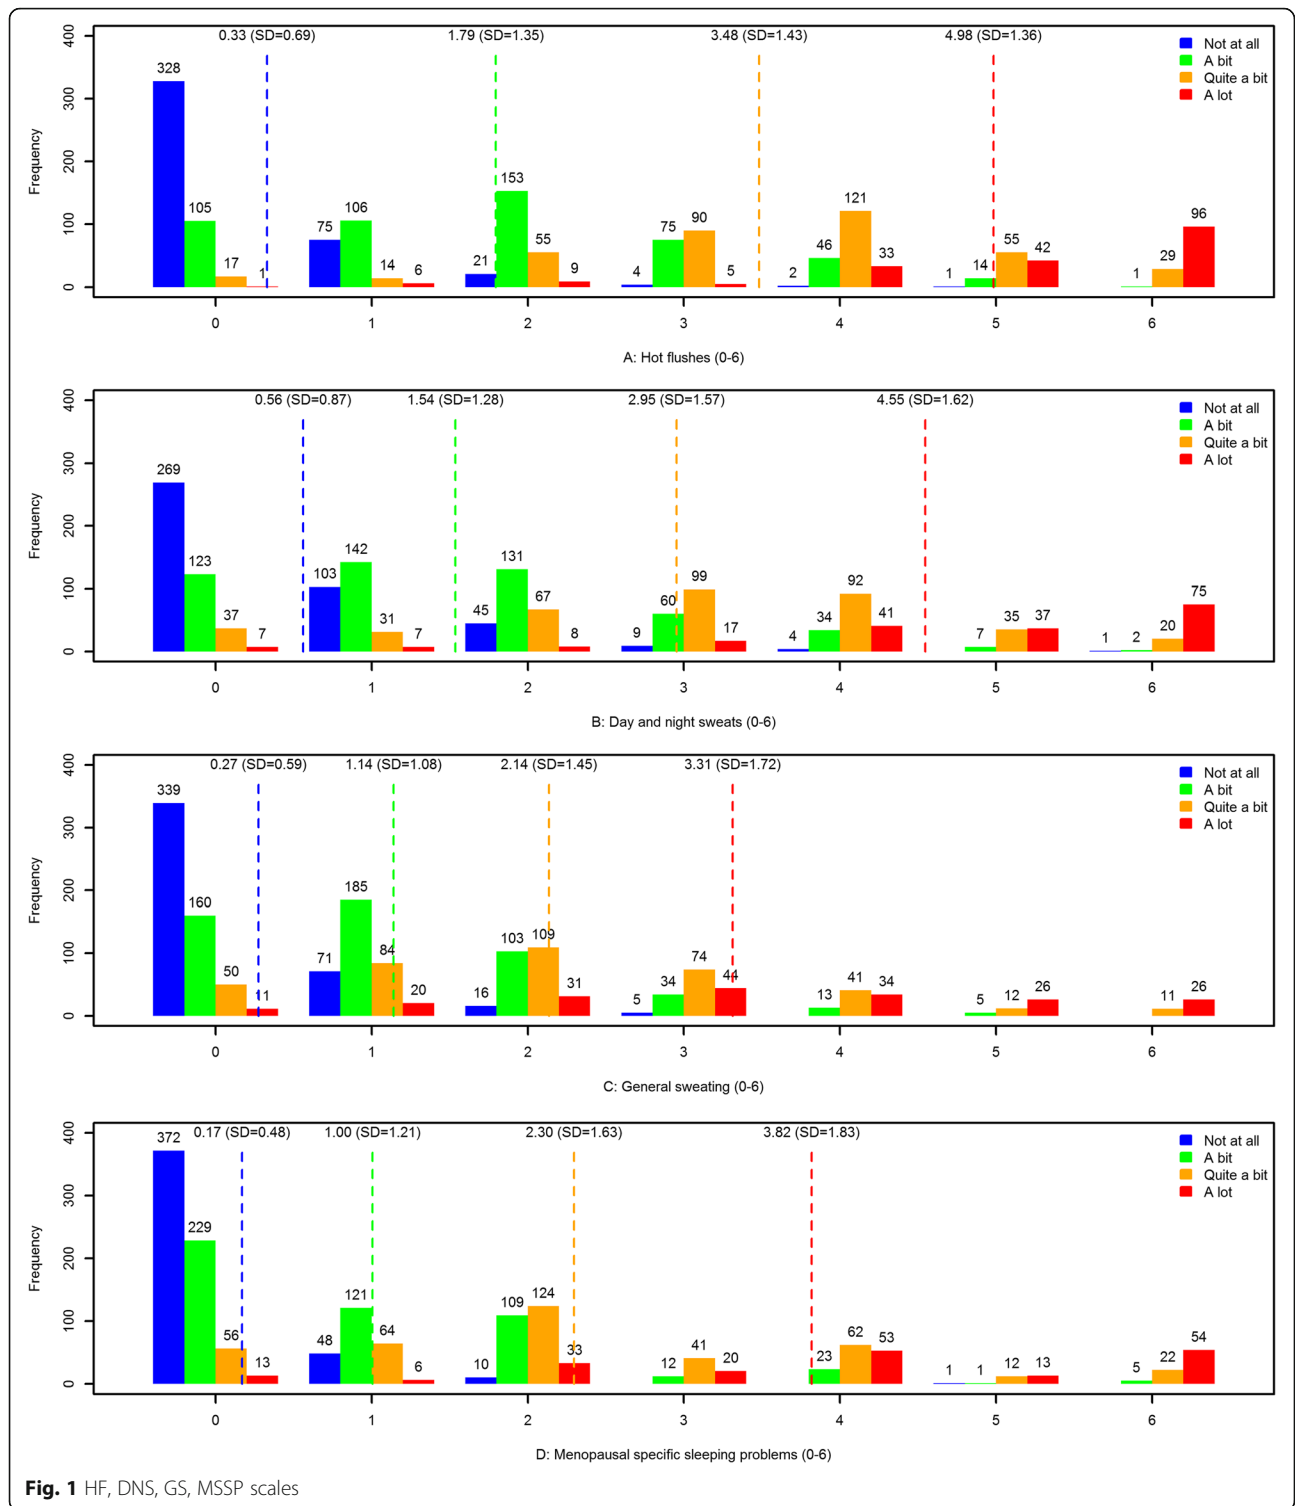 0.33 (SD=0.69) 1.79 (SD=1.35) 3.48 (SD=1.43) 4.98 (SD=1.36)
Not at all
A bit
Quite a bit
A lot
Frequency
0 100 200 300 400
328 105 17 1
75 106 14 6
21 153 55 9
4 75 90 5
2 46 121 33
1 14 55 42
1 29 96
0 1 2 3 4 5 6
A: Hot flushes (0-6)
0.56 (SD=0.87) 1.54 (SD=1.28) 2.95 (SD=1.57) 4.55 (SD=1.62)
Not at all
A bit
Quite a bit
A lot
Frequency
0 100 200 300 400
269 123 37 7
103 142 31 7
45 131 67 8
9 60 99 17
4 34 92 41
7 35 37
1 2 20 75
0 1 2 3 4 5 6
B: Day and night sweats (0-6)
0.27 (SD=0.59) 1.14 (SD=1.08) 2.14 (SD=1.45) 3.31 (SD=1.72)
Not at all
A bit
Quite a bit
A lot
Frequency
0 100 200 300 400
339 160 50 11
71 185 84 20
16 103 109 31
5 34 74 44
13 41 34
5 12 26
11 26
0 1 2 3 4 5 6
C: General sweating (0-6)
0.17 (SD=0.48) 1.00 (SD=1.21) 2.30 (SD=1.63) 3.82 (SD=1.83)
Not at all
A bit
Quite a bit
A lot
Frequency
0 100 200 300 400
372 229 56 13
48 121 64 6
10 109 124 33
12 41 20
23 62 53
1 1 12 13
5 22 54
0 1 2 3 4 5 6
D: Menopausal specific sleeping problems (0-6)
Fig. 1 HF, DNS, GS, MSSP scales